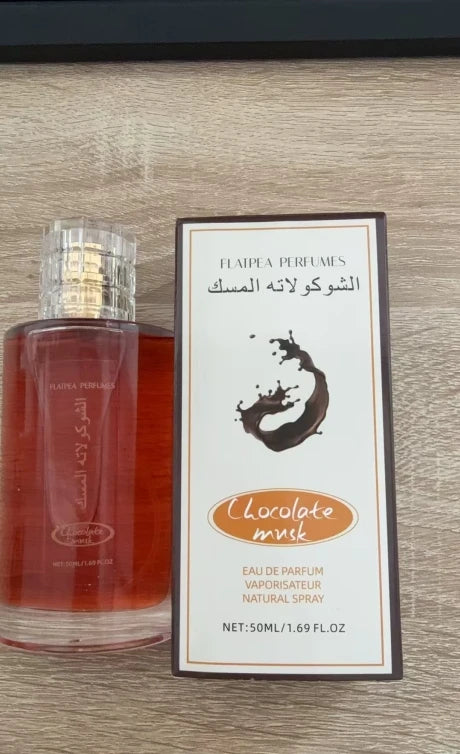 FLATPEA PERFUMES
الشوكولاته المسك
Chocolate
musk
NET:50ML/1.69 FL.OZ
FLATPEA PERFUMES
الشوكولاته المسك
Chocolate
musk
EAU DE PARFUM
VAPORISATEUR
NATURAL SPRAY
NET:50ML/1.69 FL.OZ